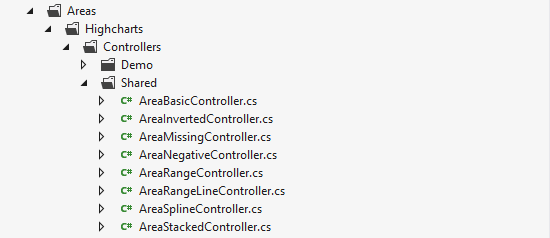 Areas
Highcharts
Controllers
Demo
Shared
C# AreaBasicController.cs
C# AreaInvertedController.cs
C# AreaMissingController.cs
C# AreaNegativeController.cs
C# AreaRangeController.cs
C# AreaRangeLineController.cs
C# AreaSplineController.cs
C# AreaStackedController.cs